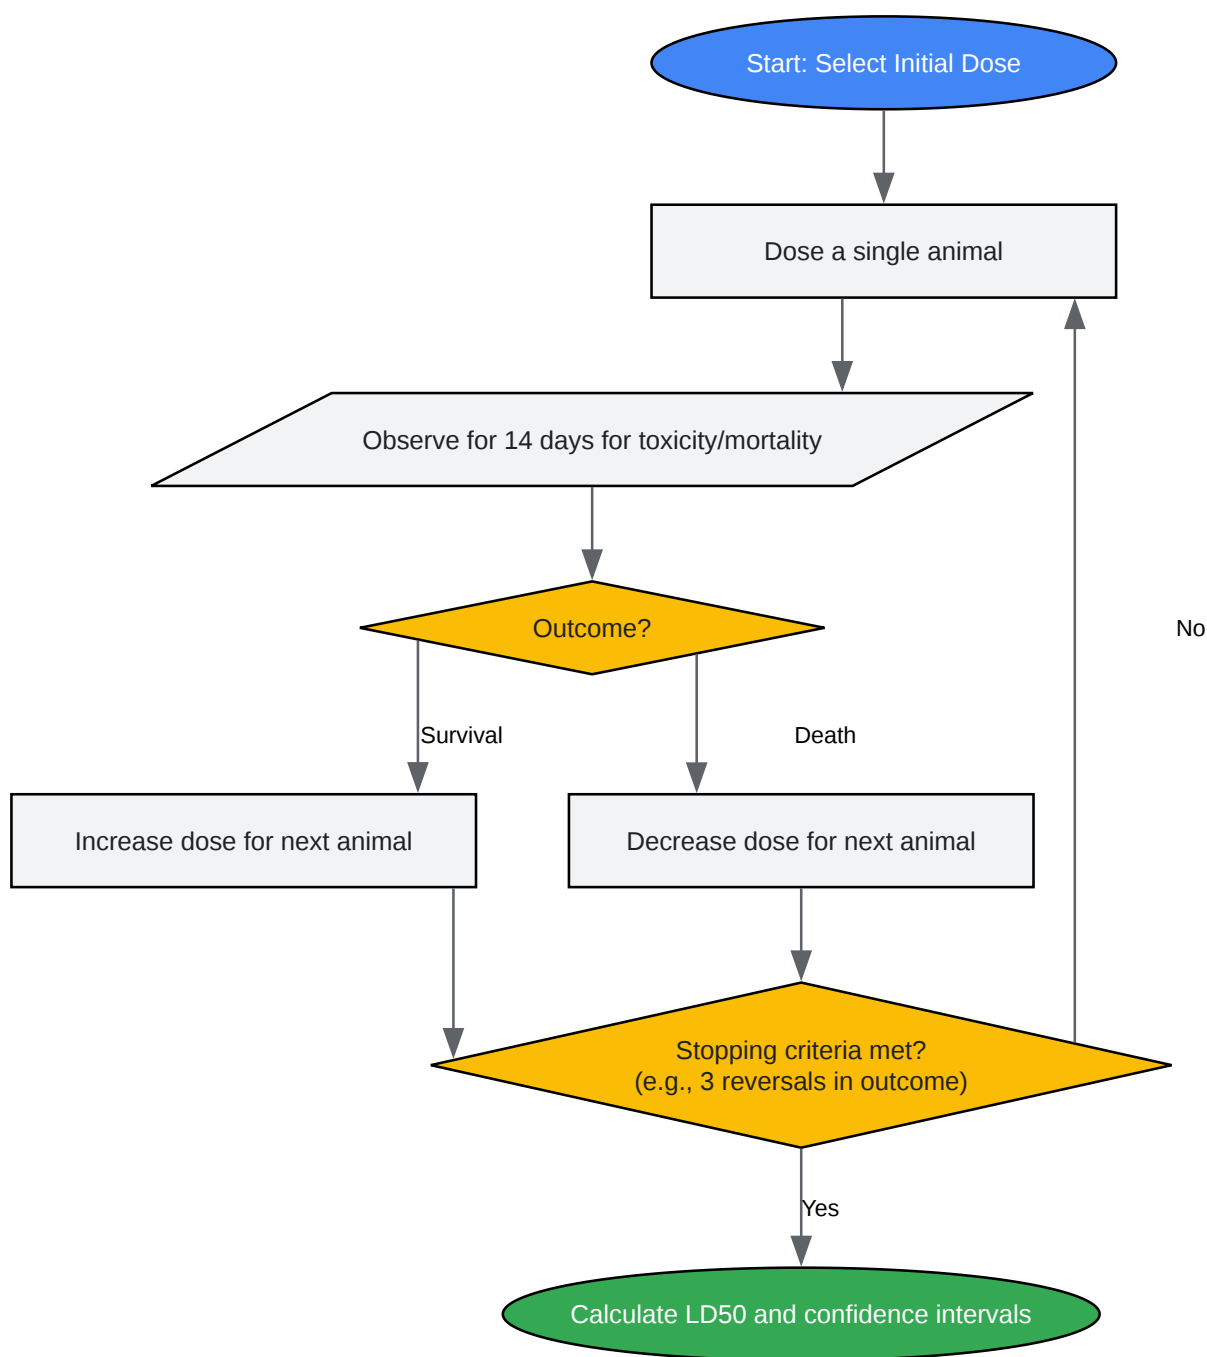 Start: Select Initial Dose
Dose a single animal
Observe for 14 days for toxicity/mortality
Outcome?
No
Survival
Death
Increase dose for next animal
Decrease dose for next animal
Stopping criteria met?
(e.g., 3 reversals in outcome)
Yes
Calculate LD50 and confidence intervals